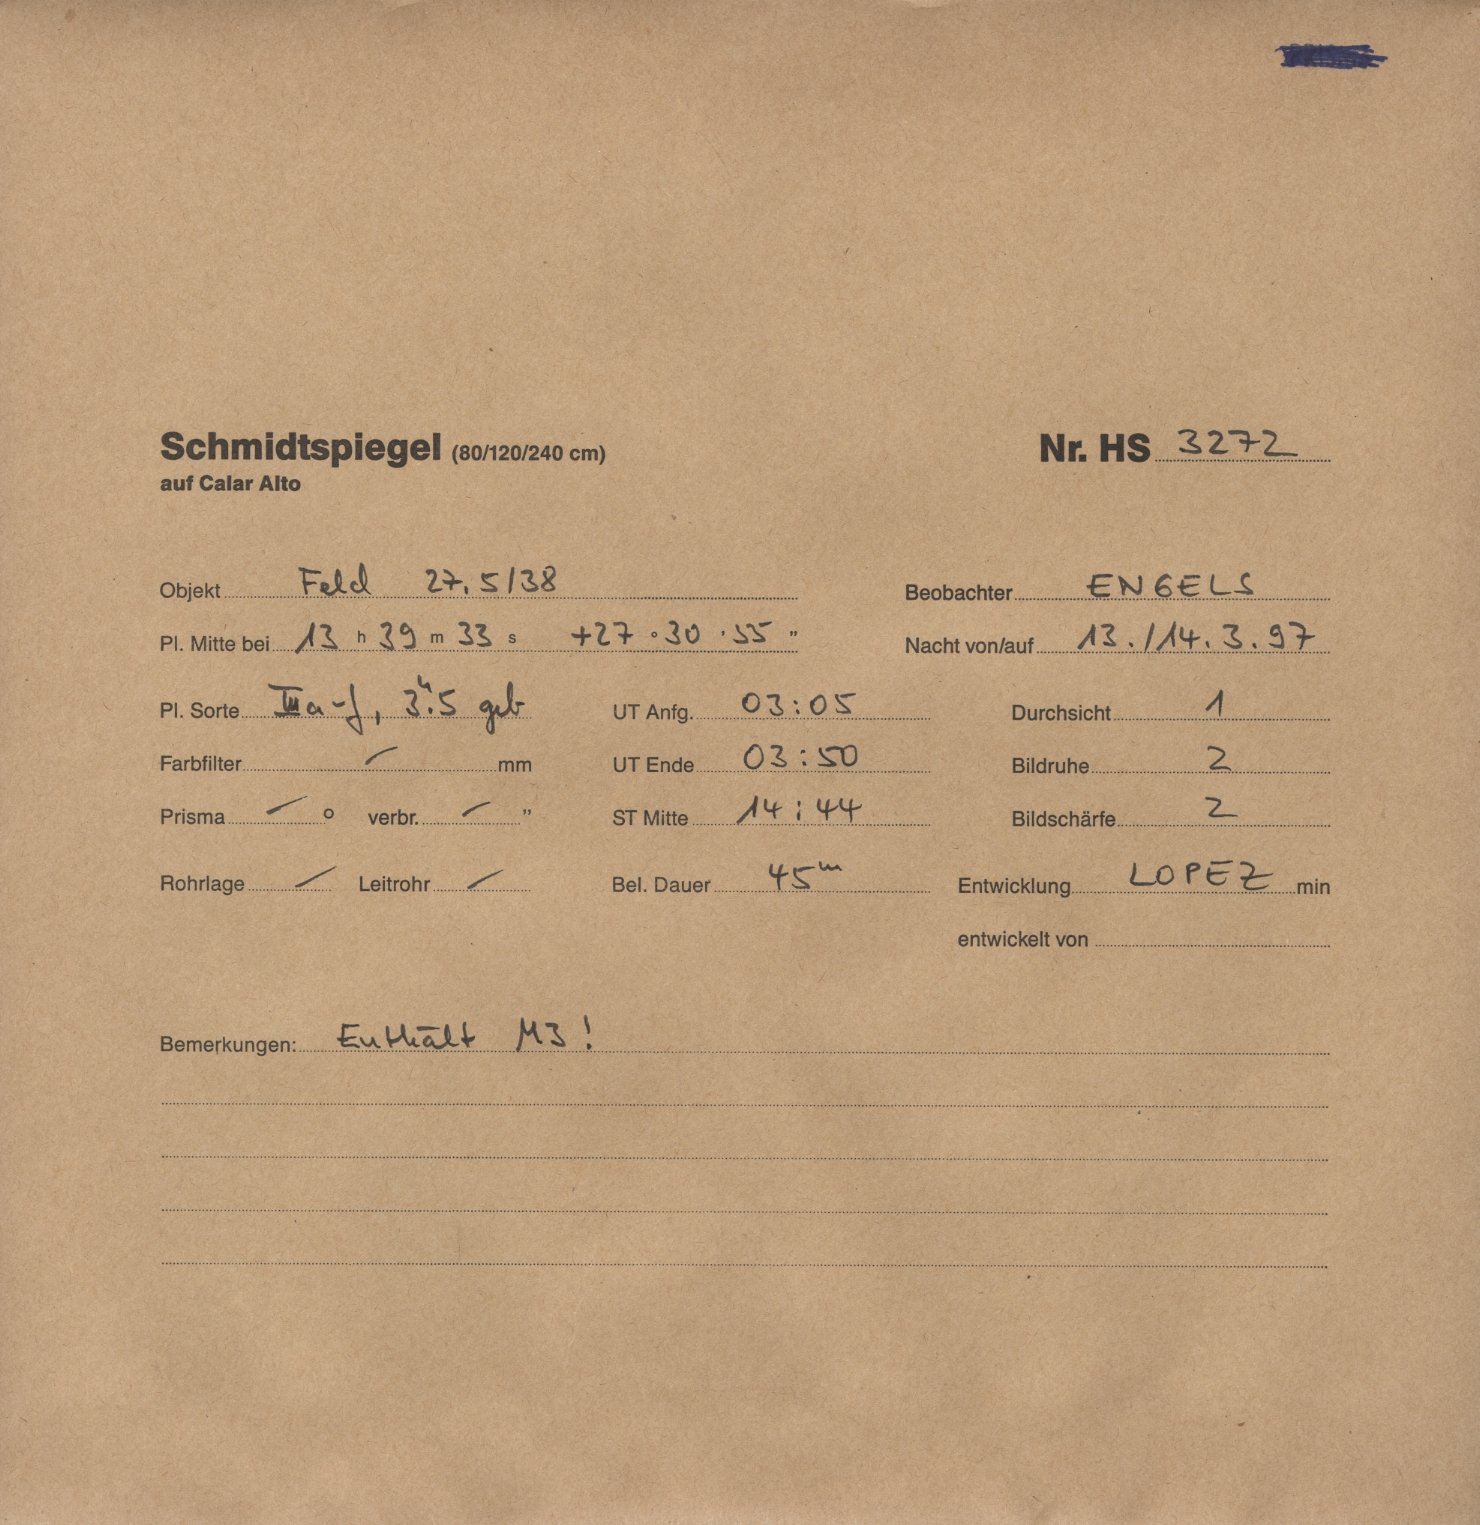 Schmidtspiegel (80/120/240 cm) Nr. HS 3272
auf Calar Alto
Objekt Feld 27.5/38 Beobachter ENGELS
Pl. Mitte bei 13 h 39 m 33 s +27 ° 30 ' 55 " Nacht von/auf 13./14.3.97
Pl. Sorte IIIa-f, 3h.5 geb UT Anfg. 03:05 Durchsicht 1
Farbfilter — mm UT Ende 03:50 Bildruhe 2
Prisma — ° verbr. — " ST Mitte 14:44 Bildschärfe 2
Rohrlage — Leitrohr — Bel. Dauer 45m Entwicklung LOPEZ min
entwickelt von
Bemerkungen: Enthält M3!